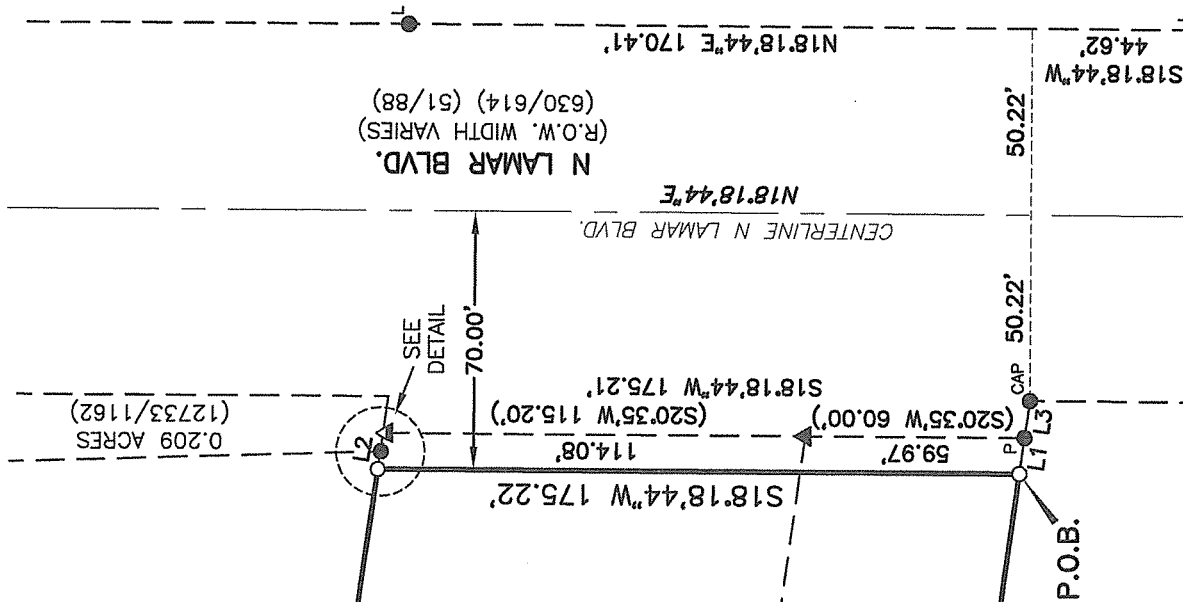 L
N18°18'44"E 170.41'
S18°18'44"W
44.62'
N LAMAR BLVD.
(R.O.W. WIDTH VARIES)
(630/614) (51/88)
50.22'
N18°18'44"E
CENTERLINE N LAMAR BLVD.
SEE
DETAIL
70.00'
50.22'
CAP
0.209 ACRES
(12733/1162)
S18°18'44"W 175.21'
(S20°35'W 115.20')
(S20°35'W 60.00')
114.08'
59.97'
L2
P
L1
L3
S18°18'44"W 175.22'
P.O.B.